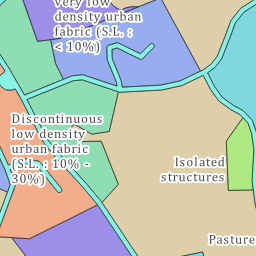 very low
density urban
fabric (S.L. :
< 10%)
Discontinuous
low density
urban fabric
(S.L. : 10% -
30%)
Isolated
structures
Pasture